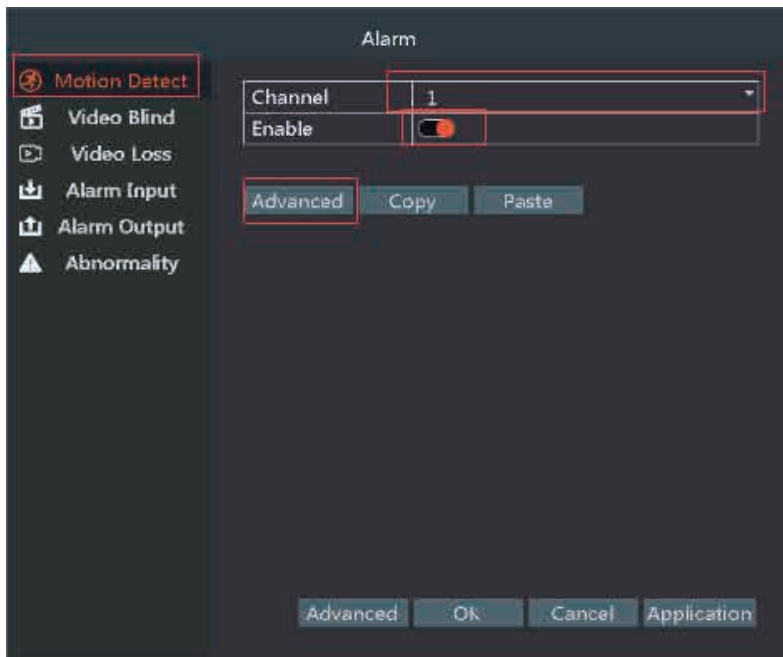 Alarm
Motion Detect
Video Blind
Video Loss
Alarm Input
Alarm Output
Abnormality
Channel 1
Enable
Advanced Copy Paste
Advanced Ok Cancel Application